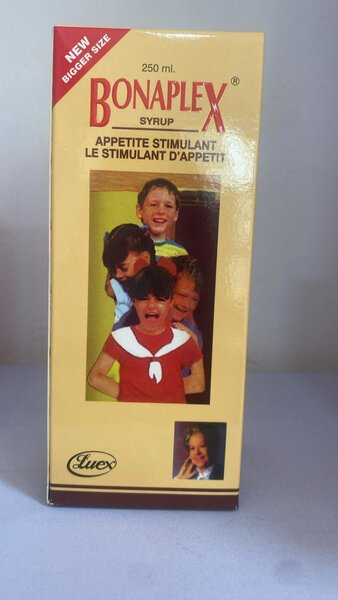 NEW
BIGGER SIZE
250 ml.
BONAPLEX®
SYRUP
APPETITE STIMULANT
LE STIMULANT D'APPETIT
Luex